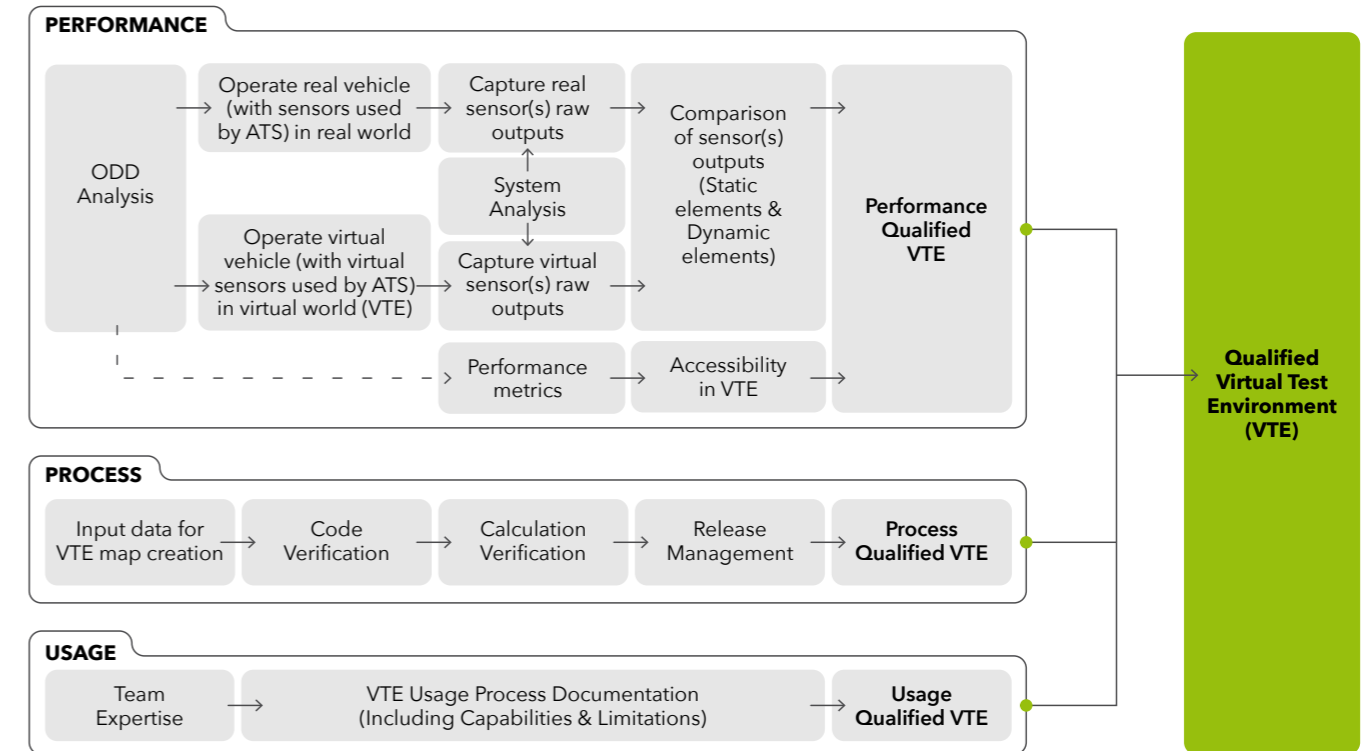 PERFORMANCE
ODD
Analysis
Operate real vehicle
(with sensors used
by ATS) in real world
Capture real
sensor(s) raw
outputs
System
Analysis
Operate virtual
vehicle (with virtual
sensors used by ATS)
in virtual world (VTE)
Capture virtual
sensor(s) raw
outputs
Comparison
of sensor(s)
outputs
(Static
elements &
Dynamic
elements)
Performance
metrics
Accessibility
in VTE
Performance
Qualified
VTE
PROCESS
Input data for
VTE map creation
Code
Verification
Calculation
Verification
Release
Management
Process
Qualified VTE
USAGE
Team
Expertise
VTE Usage Process Documentation
(Including Capabilities & Limitations)
Usage
Qualified VTE
Qualified
Virtual Test
Environment
(VTE)